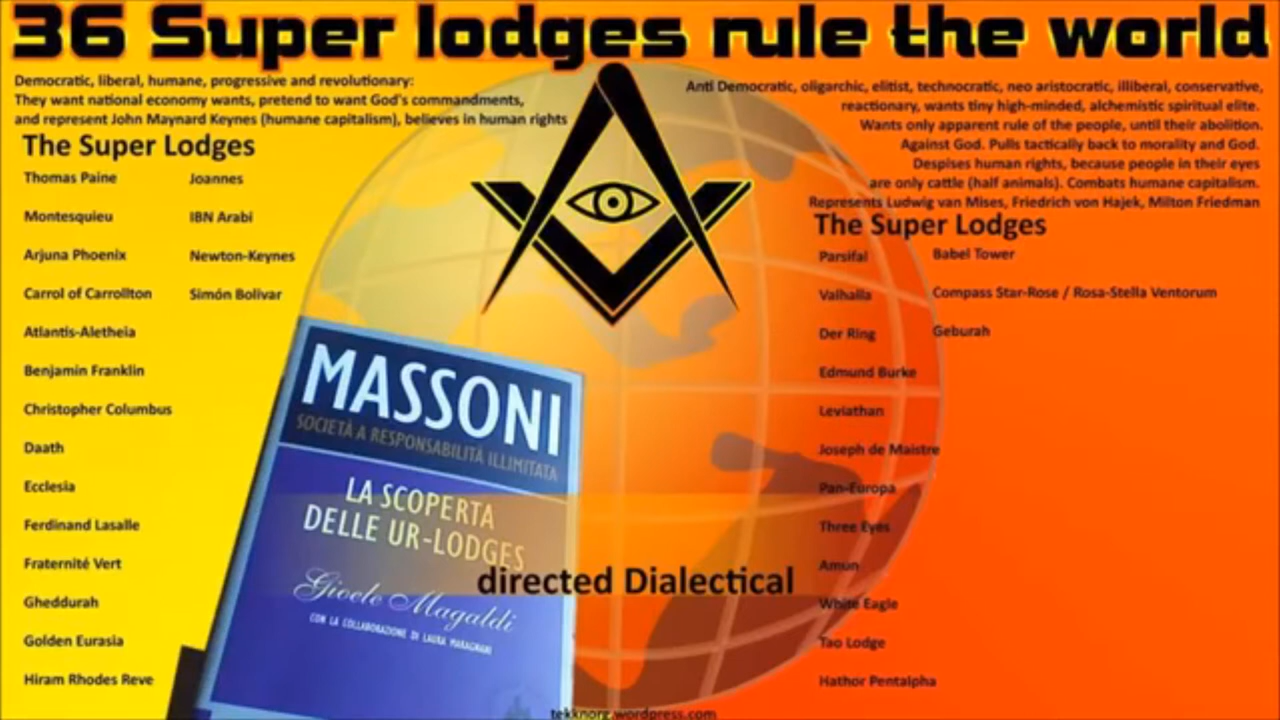 36 Super lodges rule the world
Democratic, liberal, humane, progressive and revolutionary:
They want national economy wants, pretend to want God's commandments,
and represent John Maynard Keynes (humane capitalism), believes in human rights
The Super Lodges
Thomas Paine
Joannes
Montesquieu
IBN Arabi
Arjuna Phoenix
Newton-Keynes
Carrol of Carrollton
Simón Bolivar
Atlantis-Aletheia
Benjamin Franklin
Christopher Columbus
Daath
Ecclesia
Ferdinand Lasalle
Fraternité Vert
Gheddurah
Golden Eurasia
Hiram Rhodes Reve
Anti Democratic, oligarchic, elitist, technocratic, neo aristocratic, illiberal, conservative,
reactionary, wants tiny high-minded, alchemistic spiritual elite.
Wants only apparent rule of the people, until their abolition.
Against God. Pulls tactically back to morality and God.
Despises human rights, because people in their eyes
are only cattle (half animals). Combats humane capitalism.
Represents Ludwig van Mises, Friedrich von Hajek, Milton Friedman
The Super Lodges
Parsifal
Babel Tower
Valhalla
Compass Star-Rose / Rosa-Stella Ventorum
Der Ring
Geburah
Edmund Burke
Leviathan
Joseph de Maistre
Pan-Europa
Three Eyes
Amun
White Eagle
Tao Lodge
Hathor Pentalpha
MASSONI
SOCIETÀ A RESPONSABILITÀ ILLIMITATA
LA SCOPERTA
DELLE UR-LODGES
Gioele Magaldi
CON LA COLLABORAZIONE DI LAURA MARAGNANI
directed Dialectical
tekknorg.wordpress.com